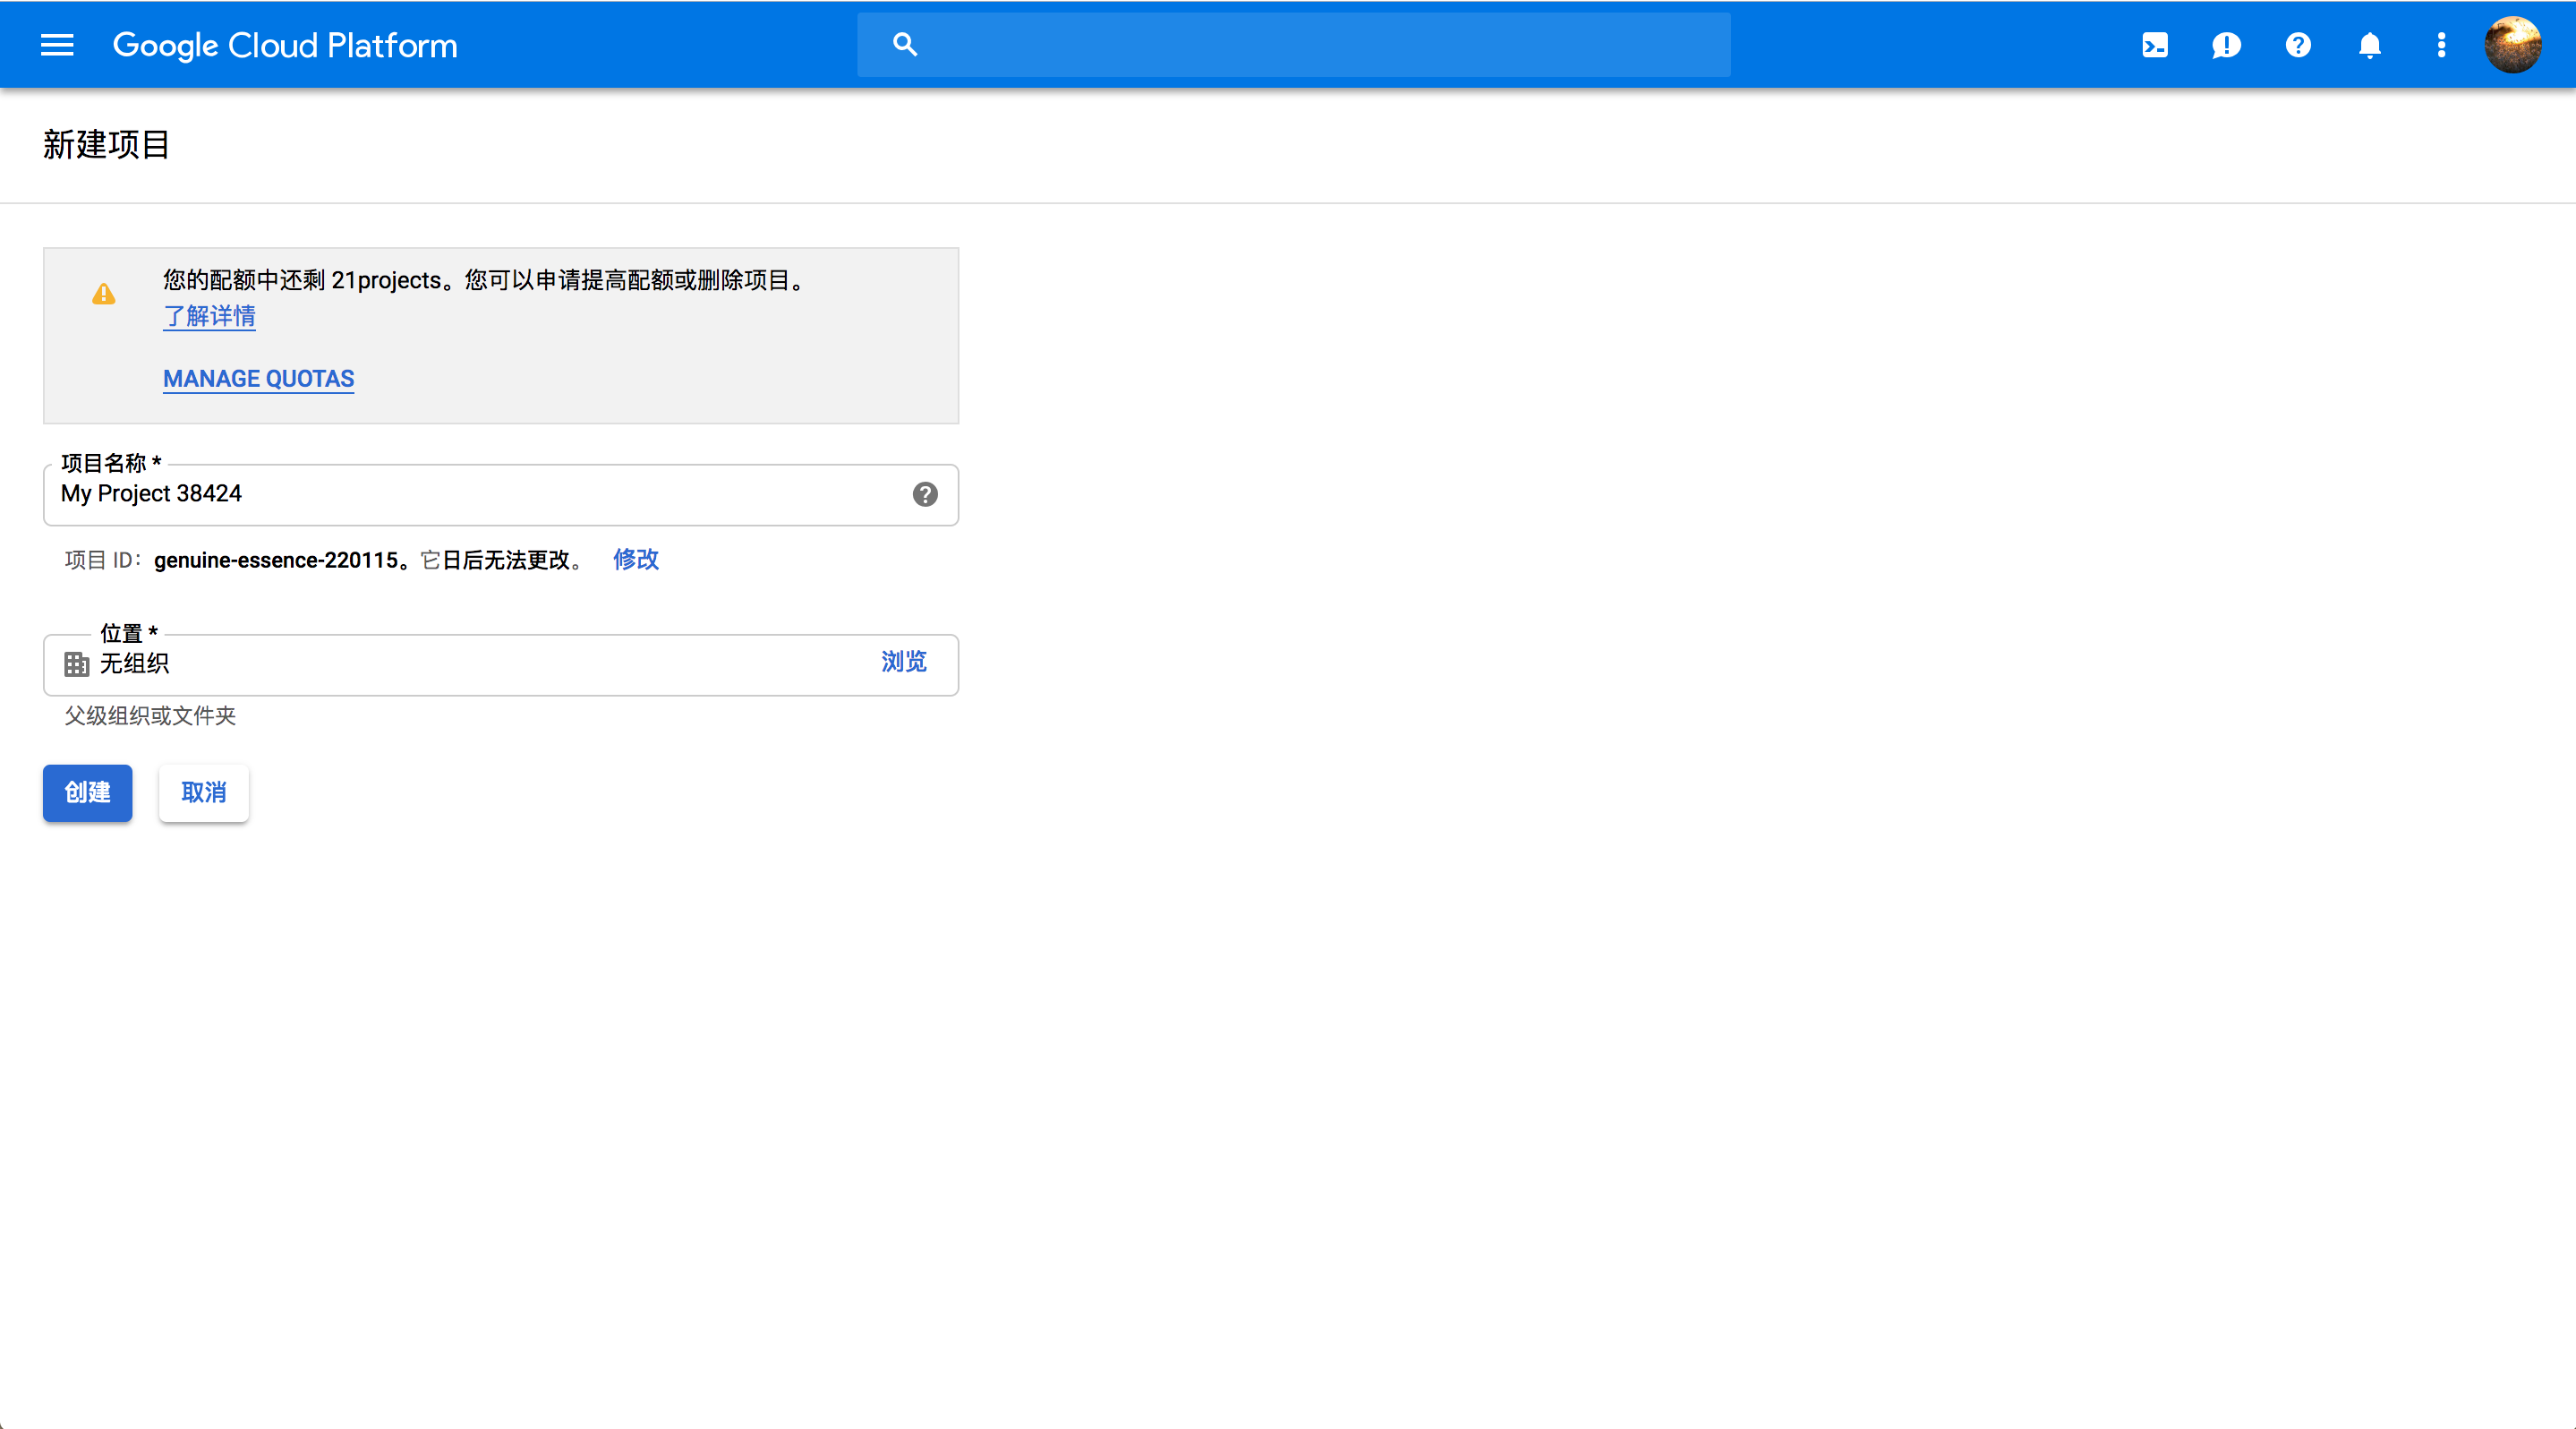 Google Cloud Platform
新建项目
您的配额中还剩 21projects。您可以申请提高配额或删除项目。
了解详情
MANAGE QUOTAS
项目名称 *
My Project 38424
项目 ID：genuine-essence-220115。它日后无法更改。 修改
位置 *
无组织 浏览
父级组织或文件夹
创建 取消